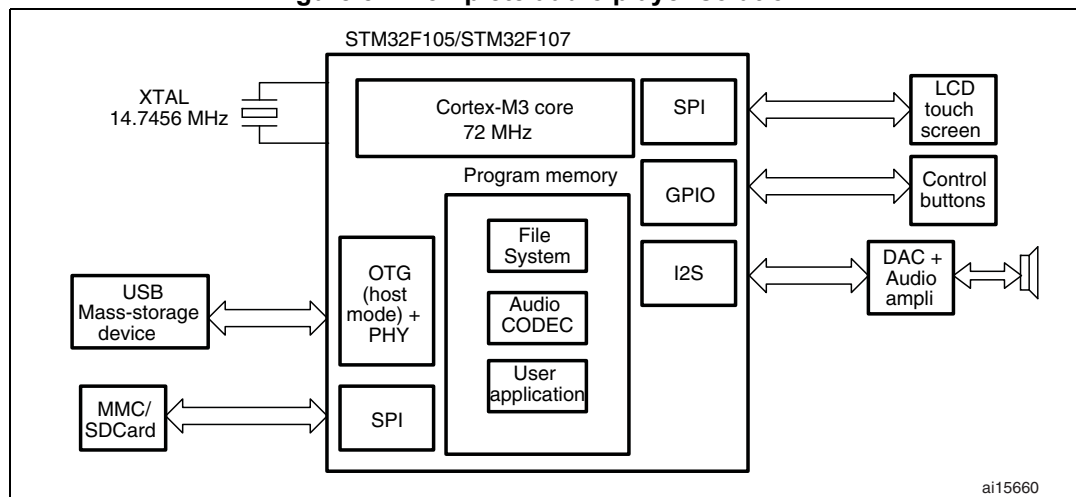 STM32F105/STM32F107
XTAL
14.7456 MHz
Cortex-M3 core
72 MHz
SPI
LCD
touch
screen
Program memory
GPIO
Control
buttons
File
System
OTG
(host
mode) +
PHY
I2S
DAC +
Audio
ampli
USB
Mass-storage
device
Audio
CODEC
User
application
MMC/
SDCard
SPI
ai15660